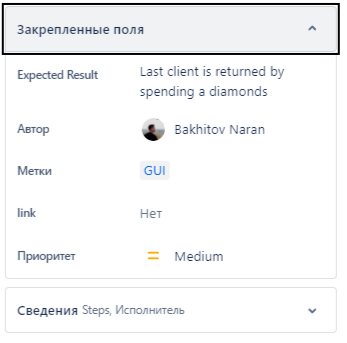 Закрепленные поля
Expected Result
Last client is returned by
spending a diamonds
Автор
Bakhitov Naran
Метки
GUI
link
Нет
Приоритет
Medium
Сведения Steps, Исполнитель